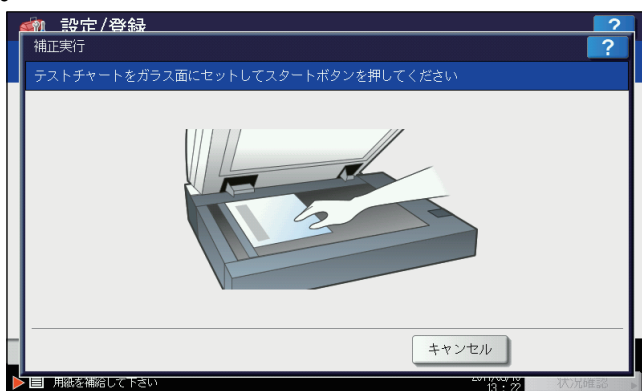 設定/登録
?
補正実行
?
テストチャートをガラス面にセットしてスタートボタンを押してください
キャンセル
用紙を補給して下さい
13 : 22
状況確認